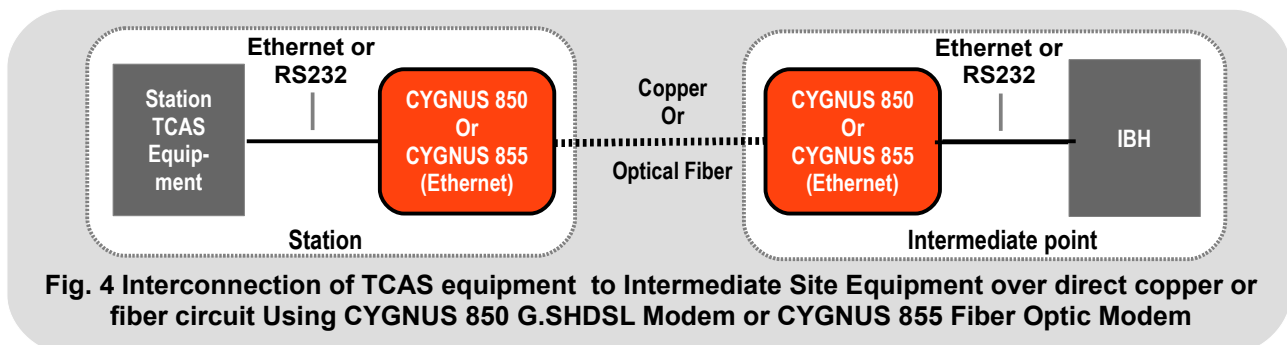 Ethernet or
RS232
Station
TCAS
Equip-
ment
CYGNUS 850
Or
CYGNUS 855
(Ethernet)
Station
Copper
Or
Optical Fiber
Ethernet or
RS232
CYGNUS 850
Or
CYGNUS 855
(Ethernet)
IBH
Intermediate point
Fig. 4 Interconnection of TCAS equipment to Intermediate Site Equipment over direct copper or
fiber circuit Using CYGNUS 850 G.SHDSL Modem or CYGNUS 855 Fiber Optic Modem